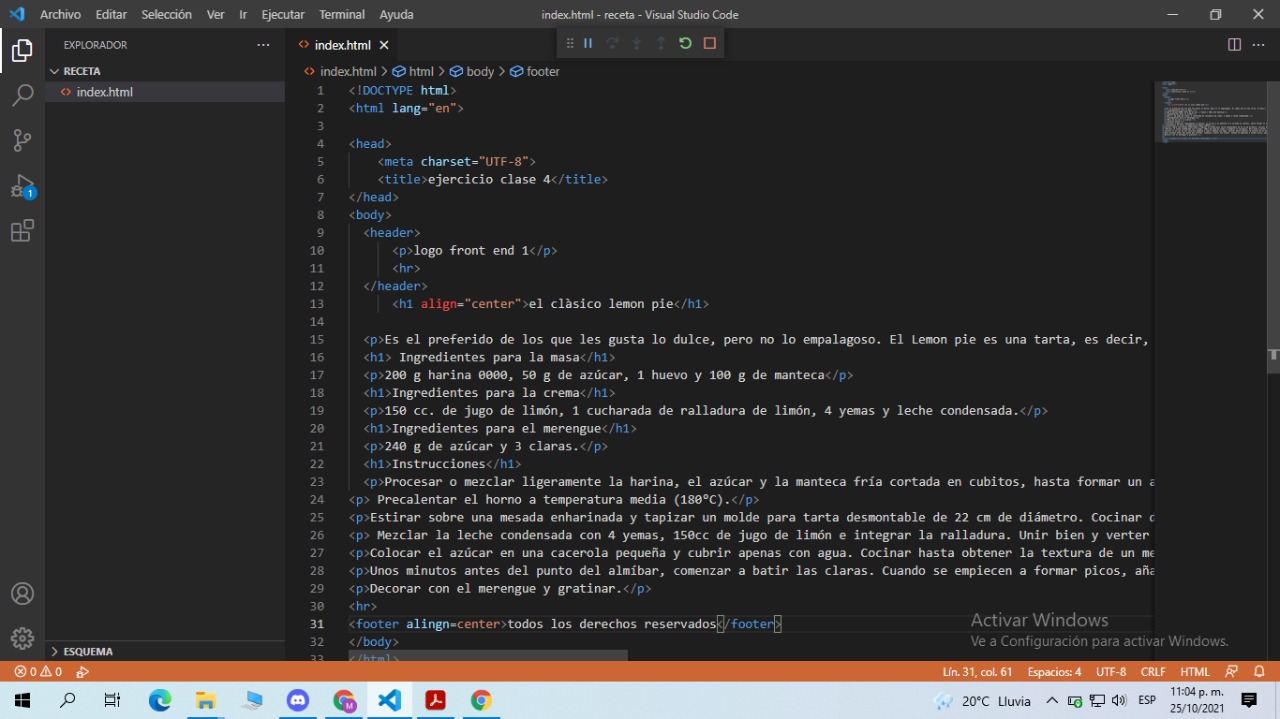 Archivo Editar Selección Ver Ir Ejecutar Terminal Ayuda
index.html - receta - Visual Studio Code
EXPLORADOR
index.html
RECETA
index.html > html > body > footer
index.html
1 <!DOCTYPE html>
2 <html lang="en">
3
4 <head>
5 <meta charset="UTF-8">
6 <title>ejercicio clase 4</title>
7 </head>
8 <body>
9 <header>
10 <p>logo front end 1</p>
11 <hr>
12 </header>
13 <h1 align="center">el clàsico lemon pie</h1>
14
15 <p>Es el preferido de los que les gusta lo dulce, pero no lo empalagoso. El Lemon pie es una tarta, es decir,
16 <h1> Ingredientes para la masa</h1>
17 <p>200 g harina 0000, 50 g de azúcar, 1 huevo y 100 g de manteca</p>
18 <h1>Ingredientes para la crema</h1>
19 <p>150 cc. de jugo de limón, 1 cucharada de ralladura de limón, 4 yemas y leche condensada.</p>
20 <h1>Ingredientes para el merengue</h1>
21 <p>240 g de azúcar y 3 claras.</p>
22 <h1>Instrucciones</h1>
23 <p>Procesar o mezclar ligeramente la harina, el azúcar y la manteca fría cortada en cubitos, hasta formar un a
24 <p> Precalentar el horno a temperatura media (180ºC).</p>
25 <p>Estirar sobre una mesada enharinada y tapizar un molde para tarta desmontable de 22 cm de diámetro. Cocinar
26 <p> Mezclar la leche condensada con 4 yemas, 150cc de jugo de limón e integrar la ralladura. Unir bien y verter
27 <p>Colocar el azúcar en una cacerola pequeña y cubrir apenas con agua. Cocinar hasta obtener la textura de un
28 <p>Unos minutos antes del punto del almíbar, comenzar a batir las claras. Cuando se empiecen a formar picos, aña
29 <p>Decorar con el merengue y gratinar.</p>
30 <hr>
31 <footer alingn=center>todos los derechos reservados</footer>
32 </body>
33 </html>
1
Activar Windows
Ve a Configuración para activar Windows.
ESQUEMA
0 0
Lín. 31, col. 61 Espacios: 4 UTF-8 CRLF HTML
20°C Lluvia
ESP
11:04 p. m.
25/10/2021